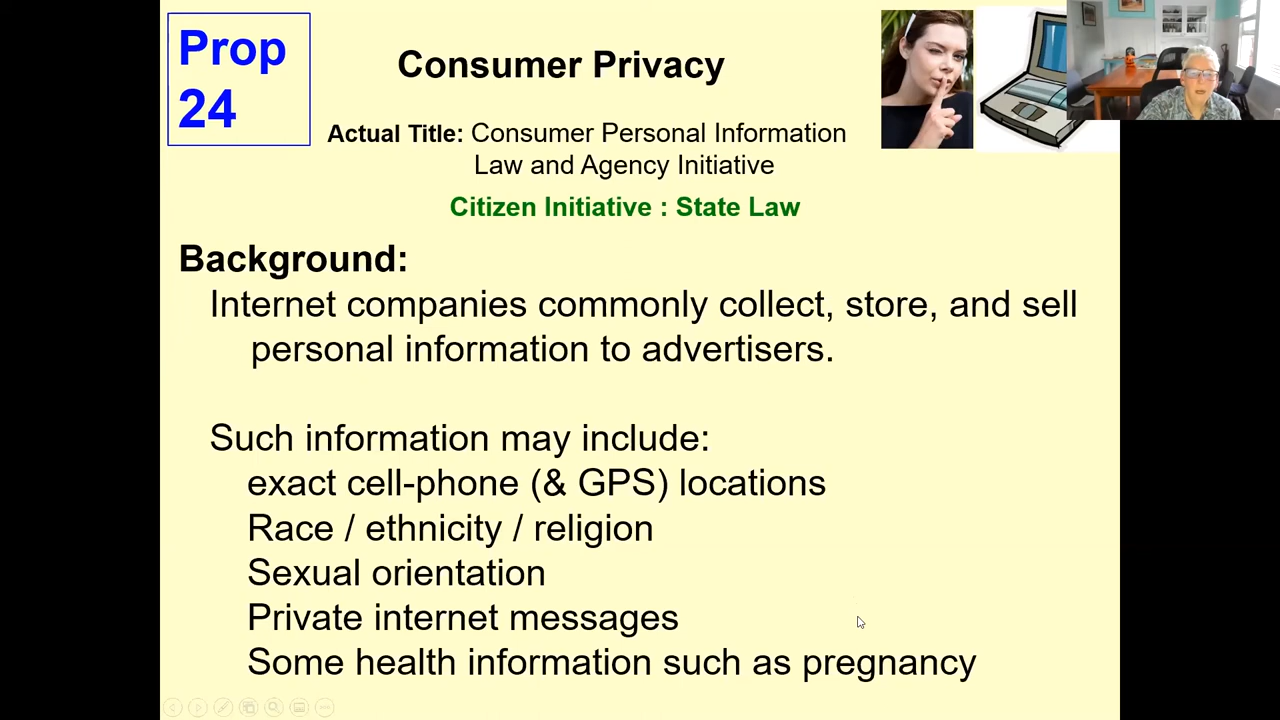 Prop
24
Consumer Privacy
Actual Title: Consumer Personal Information
Law and Agency Initiative
Citizen Initiative : State Law
Background:
Internet companies commonly collect, store, and sell
personal information to advertisers.
Such information may include:
exact cell-phone (& GPS) locations
Race / ethnicity / religion
Sexual orientation
Private internet messages
Some health information such as pregnancy